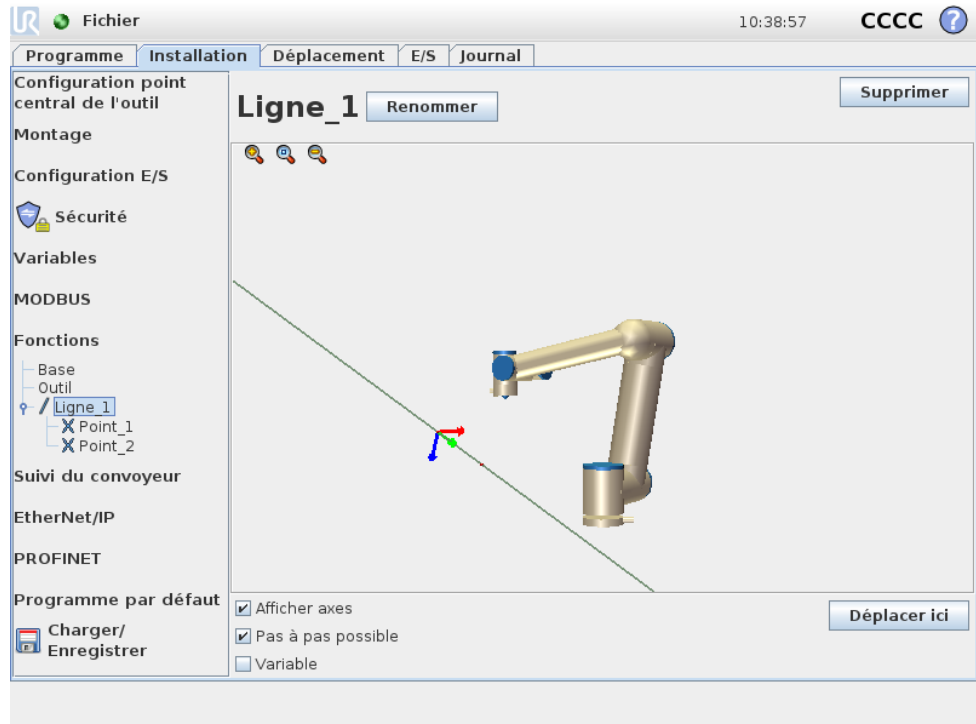 UR Fichier 10:38:57 CCCC ?
Programme Installation Déplacement E/S Journal
Configuration point
central de l'outil
Montage
Configuration E/S
Sécurité
Variables
MODBUS
Fonctions
Base
Outil
Ligne_1
Point_1
Point_2
Suivi du convoyeur
EtherNet/IP
PROFINET
Programme par défaut
Charger/
Enregistrer
Ligne_1 Renommer
Supprimer
Afficher axes
Pas à pas possible
Variable
Déplacer ici